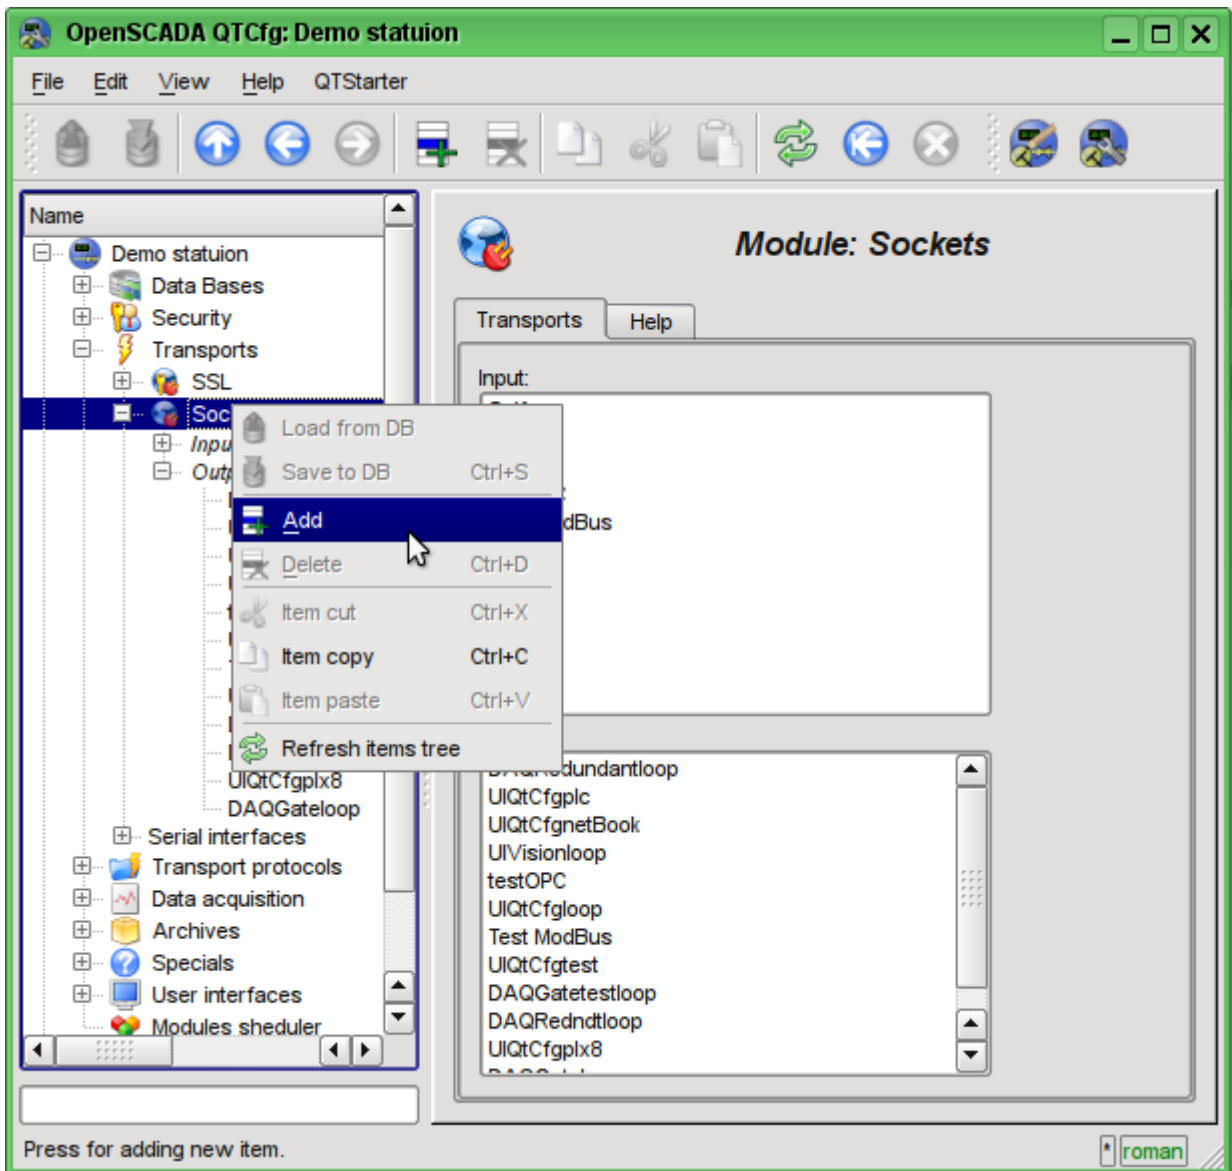 OpenSCADA QTCfg: Demo statuion
File Edit View Help QTStarter
Name
Demo statuion
Data Bases
Security
Transports
SSL
Soc
Inpu
Outp
UIQtCfgplx8
DAQGateloop
Serial interfaces
Transport protocols
Data acquisition
Archives
Specials
User interfaces
Modules sheduler
Load from DB
Save to DB Ctrl+S
Add
Delete Ctrl+D
Item cut Ctrl+X
Item copy Ctrl+C
Item paste Ctrl+V
Refresh items tree
Module: Sockets
Transports Help
Input:
dBus
DAQRedundantloop
UIQtCfgplc
UIQtCfgnetBook
UIVisionloop
testOPC
UIQtCfgloop
Test ModBus
UIQtCfgtest
DAQGatetestloop
DAQRedndtloop
UIQtCfgplx8
Press for adding new item.
* roman